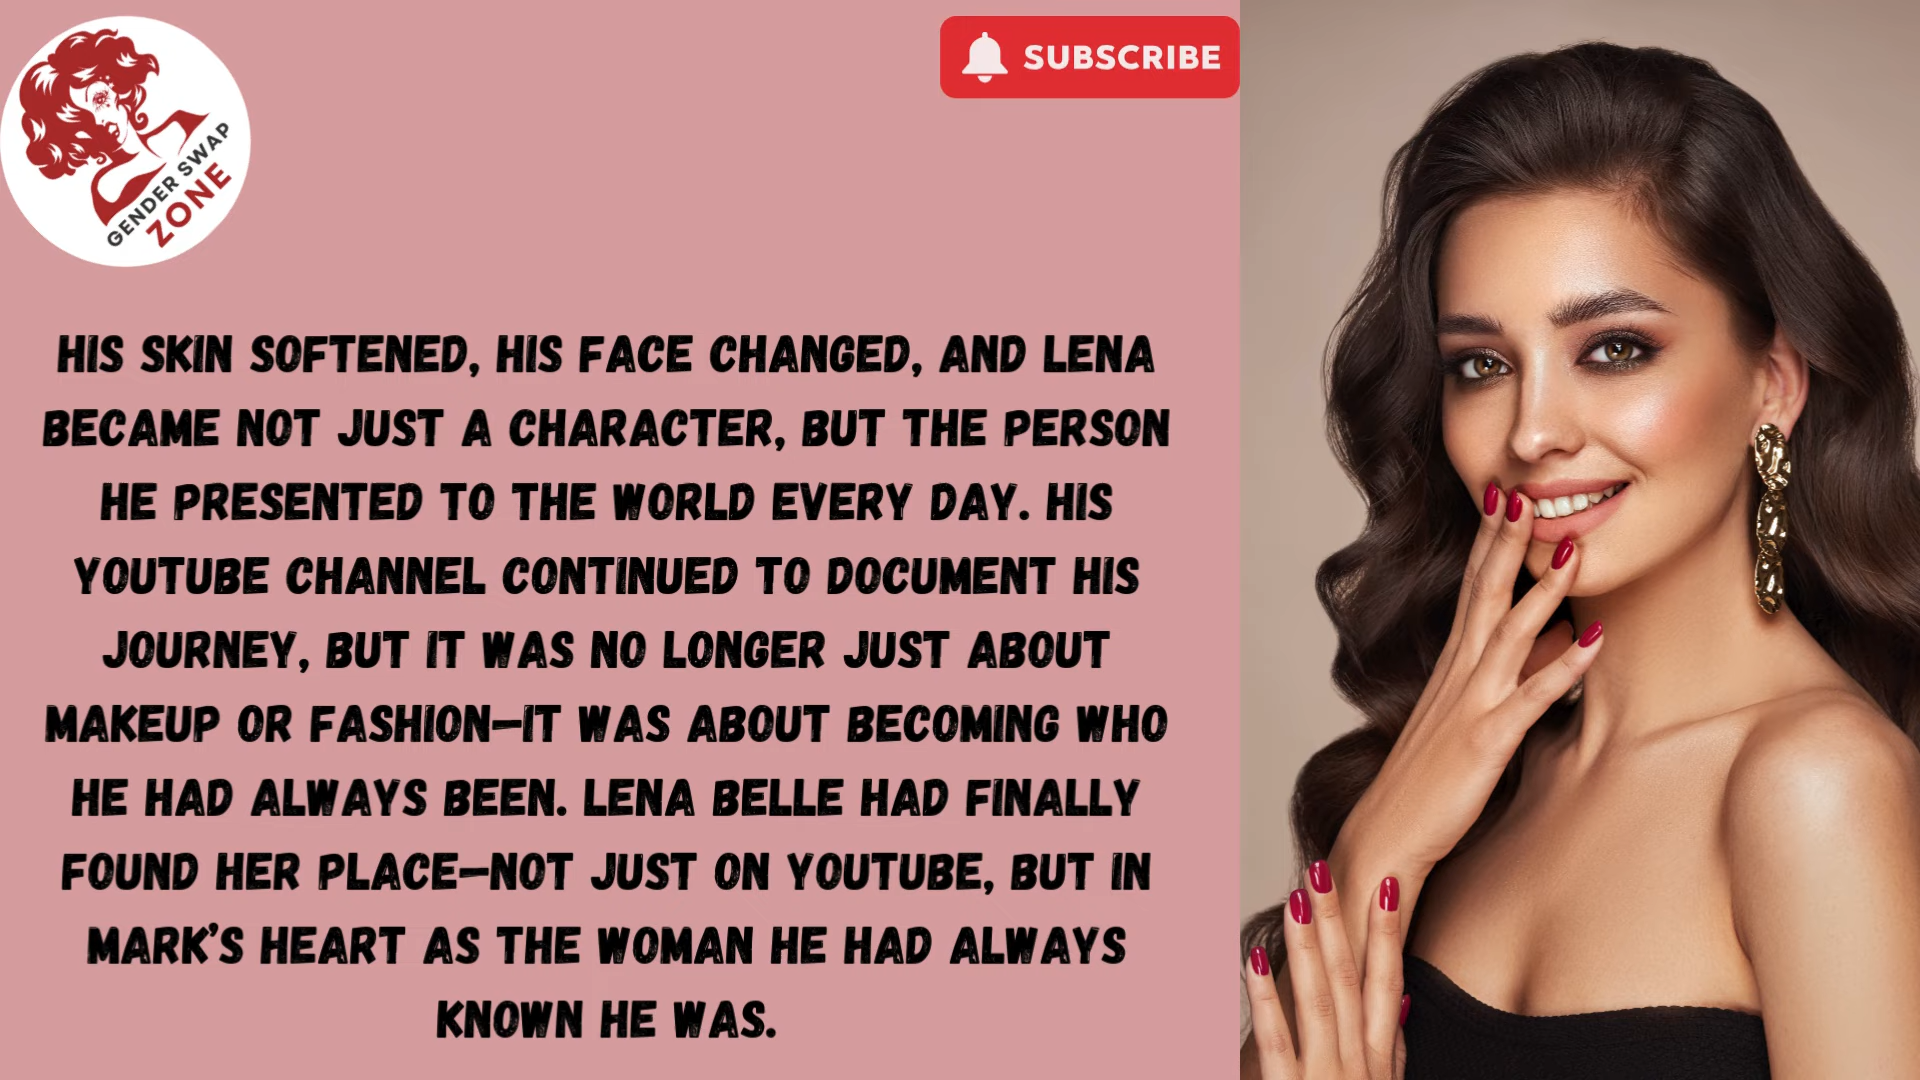 GENDER SWAP
ZONE
SUBSCRIBE
HIS SKIN SOFTENED, HIS FACE CHANGED, AND LENA
BECAME NOT JUST A CHARACTER, BUT THE PERSON
HE PRESENTED TO THE WORLD EVERY DAY. HIS
YOUTUBE CHANNEL CONTINUED TO DOCUMENT HIS
JOURNEY, BUT IT WAS NO LONGER JUST ABOUT
MAKEUP OR FASHION—IT WAS ABOUT BECOMING WHO
HE HAD ALWAYS BEEN. LENA BELLE HAD FINALLY
FOUND HER PLACE—NOT JUST ON YOUTUBE, BUT IN
MARK’S HEART AS THE WOMAN HE HAD ALWAYS
KNOWN HE WAS.